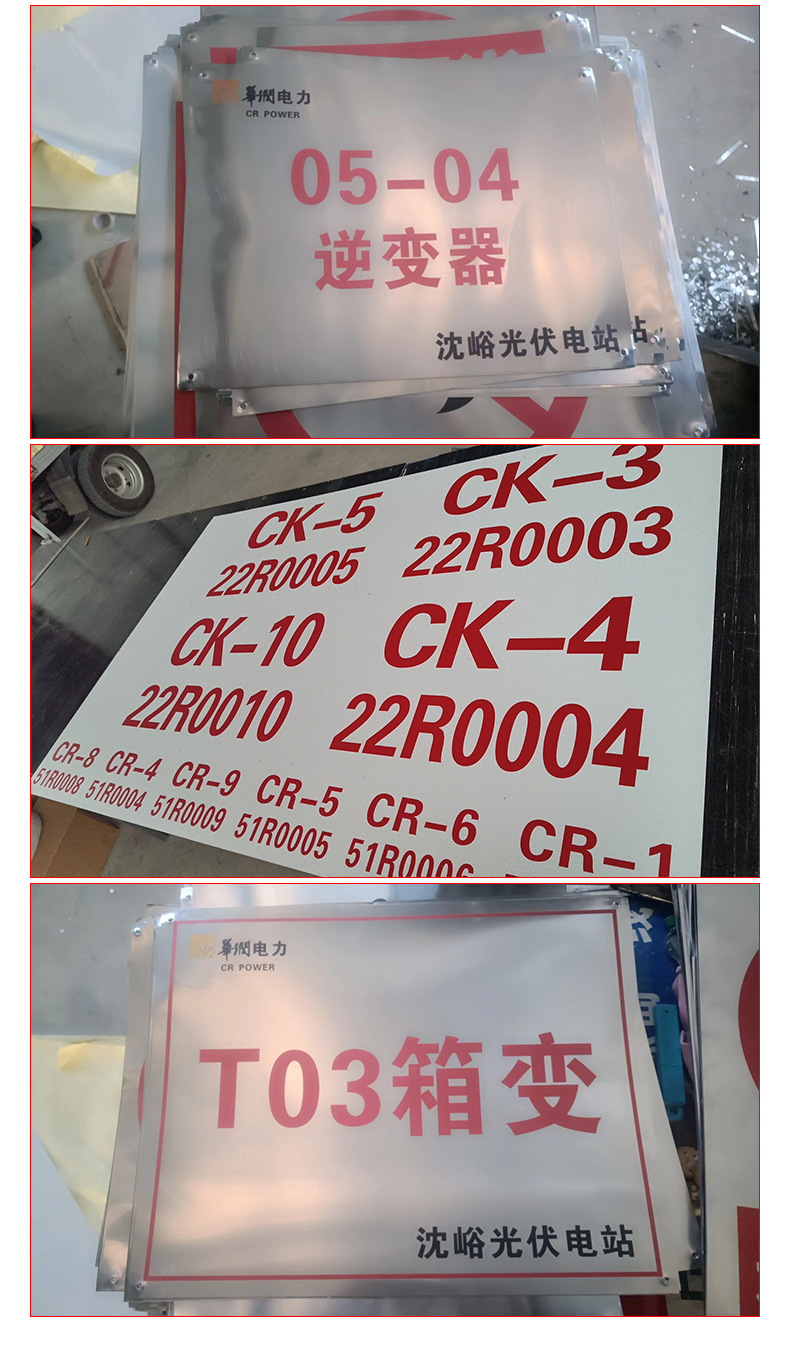 華潤电力
CR POWER
05-04
逆变器
沈峪光伏电站
站
CK-5
CK-3
22R0005
22R0003
CK-10
CK-4
22R0010
22R0004
CR-8 CR-4 CR-9 CR-5 CR-6 CR-1
51R0008 51R0004 51R0009 51R0005 51R0006
華潤电力
CR POWER
T03箱变
沈峪光伏电站